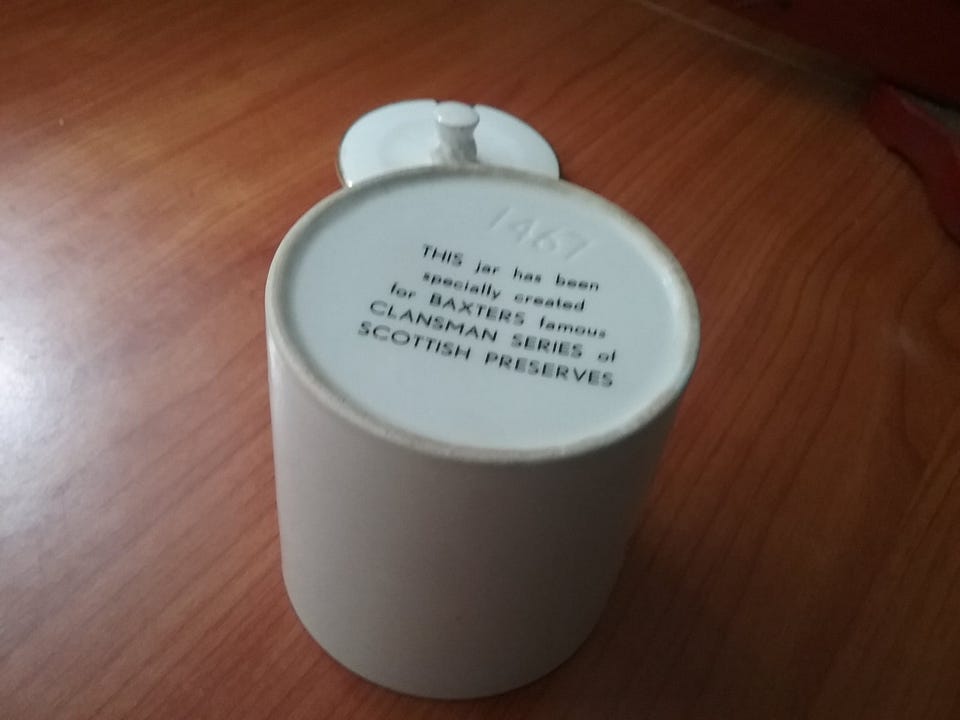 1467
THIS jar has been
specially created
for BAXTERS famous
CLANSMAN SERIES of
SCOTTISH PRESERVES